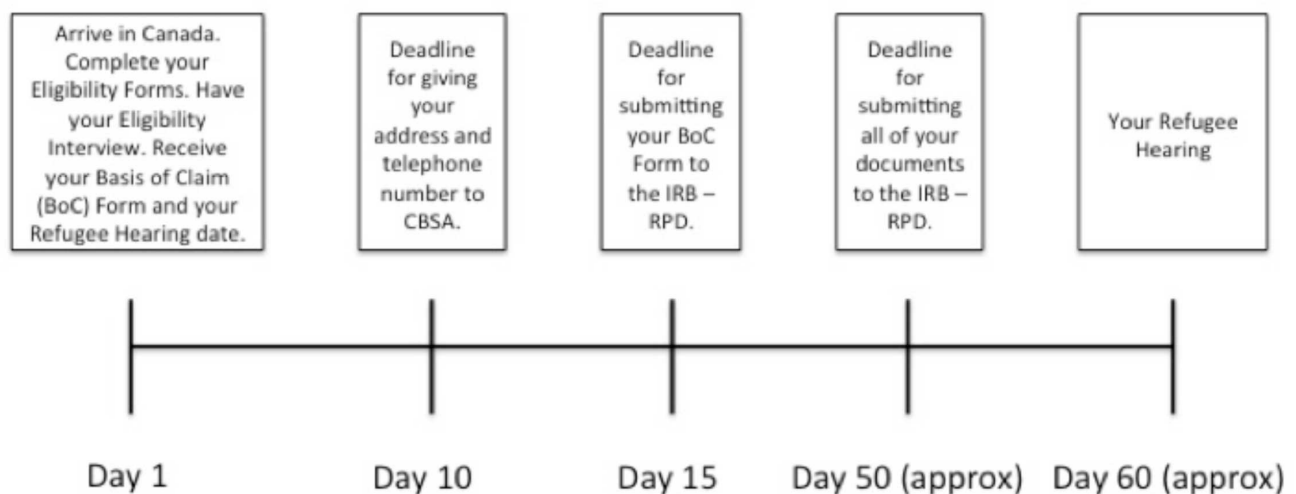 Arrive in Canada.
Complete your
Eligibility Forms. Have
your Eligibility
Interview. Receive
your Basis of Claim
(BoC) Form and your
Refugee Hearing date.
Deadline
for giving
your
address and
telephone
number to
CBSA.
Deadline
for
submitting
your BoC
Form to
the IRB –
RPD.
Deadline
for
submitting
all of your
documents
to the IRB –
RPD.
Your Refugee
Hearing
Day 1
Day 10
Day 15
Day 50 (approx)
Day 60 (approx)